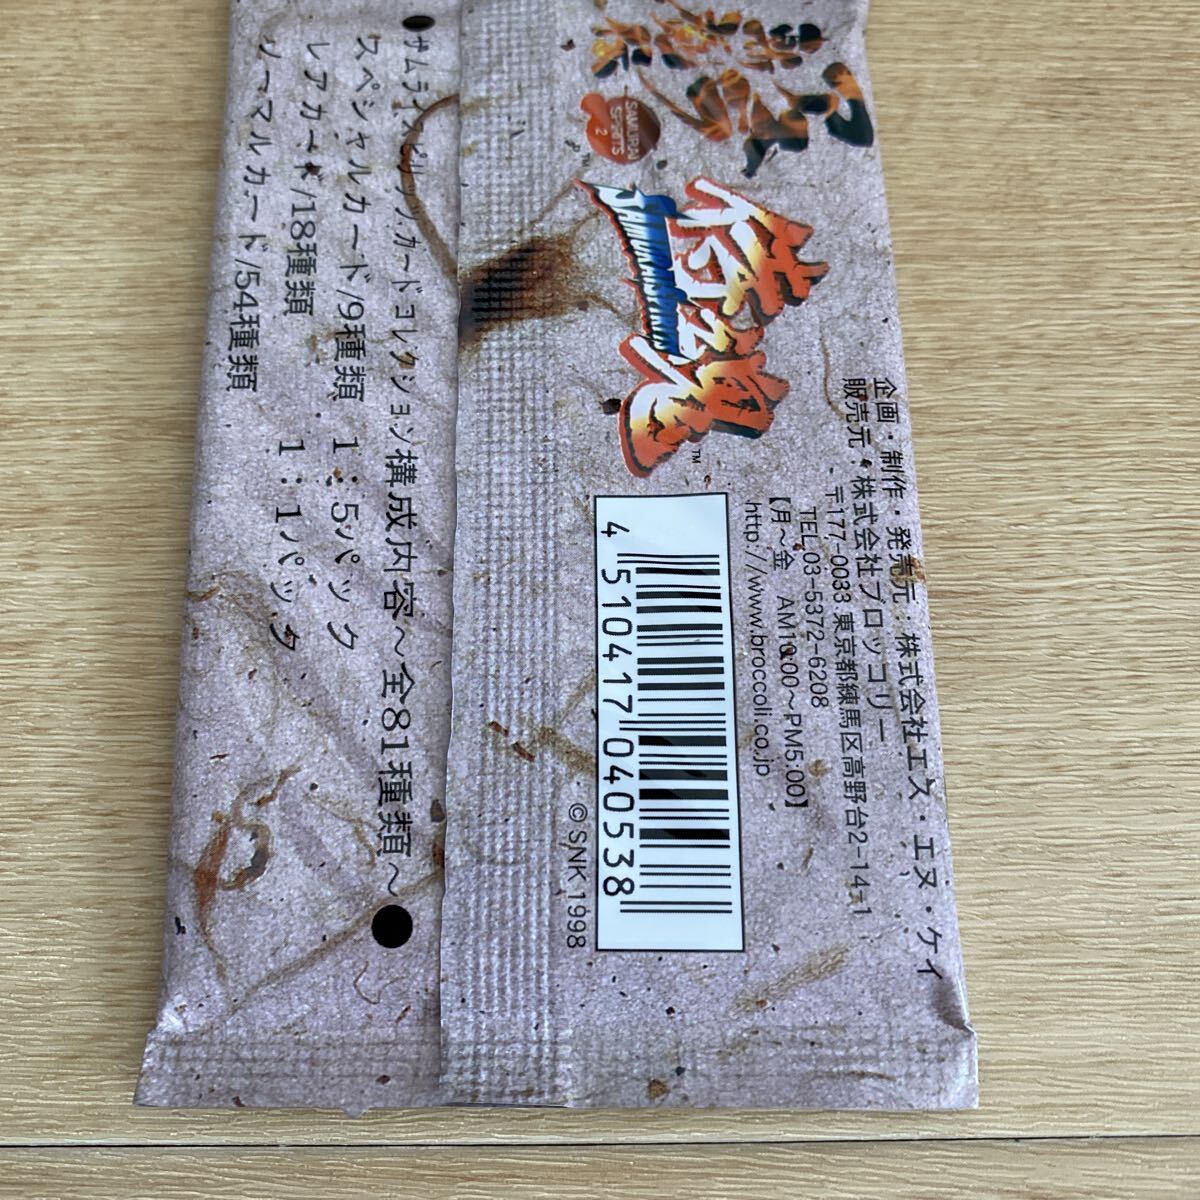 SAMURAI
SPIRITS
2
侍魂
SAMURAI SPIRITS
TM
企画・制作・発売元：株式会社エス・エヌ・ケイ
販売元：株式会社ブロッコリー
〒177-0033 東京都練馬区高野台2-14-1
TEL.03-5372-6208
【月〜金　AM10:00〜PM5:00】
http://www.broccoli.co.jp
4 510417 040538
© SNK 1998
●サムライスピリッツカードコレクション構成内容〜全81種類〜●
スペシャルカード/9種類　1：5パック
レアカード/18種類　1：1パック
ノーマルカード/54種類